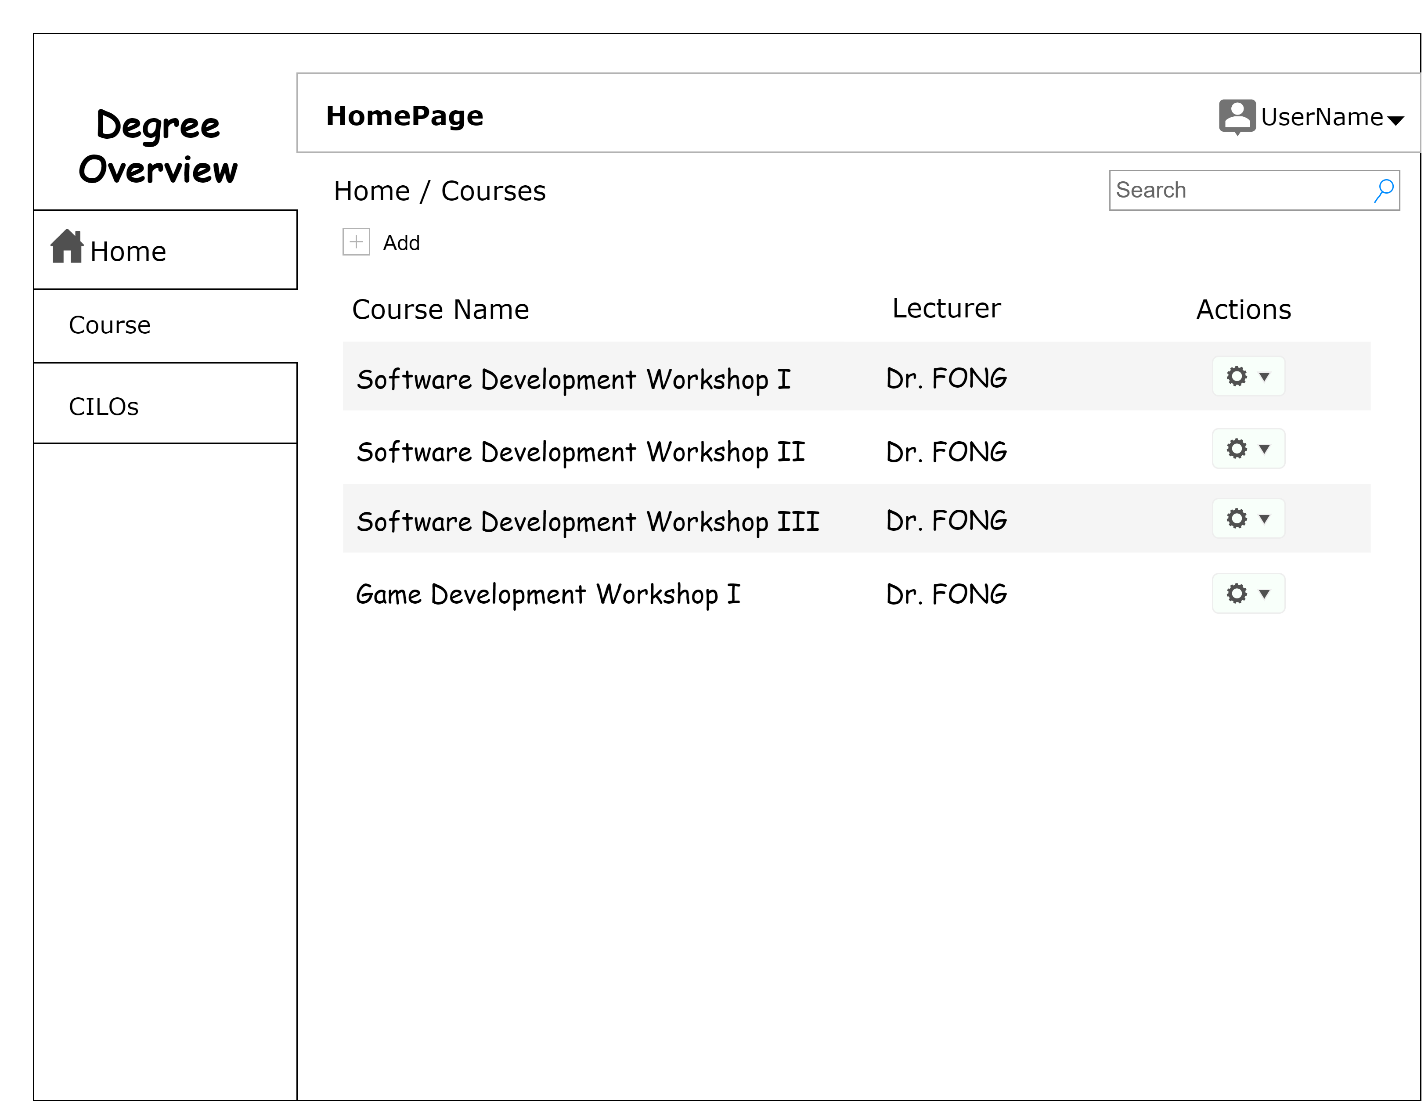 Degree
Overview
HomePage
UserName
Home / Courses
Search
Home
Add
Course
CILOs
Course Name Lecturer Actions
Software Development Workshop I Dr. FONG
Software Development Workshop II Dr. FONG
Software Development Workshop III Dr. FONG
Game Development Workshop I Dr. FONG